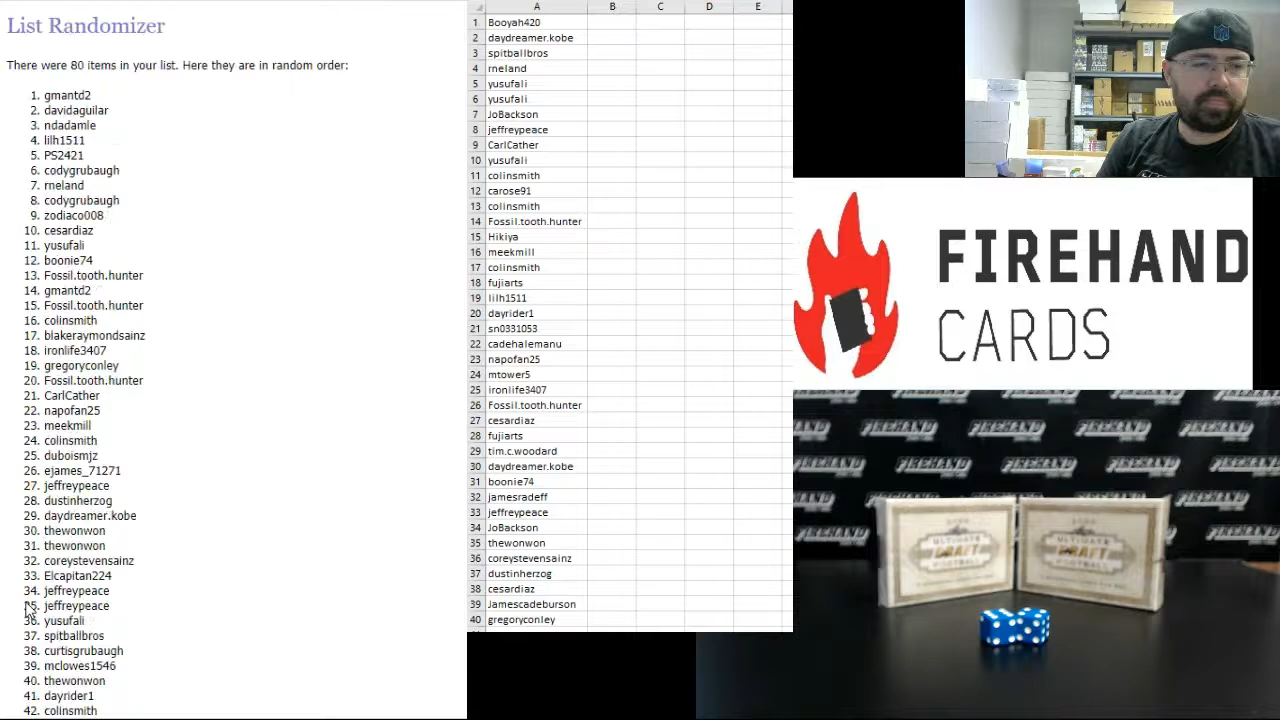 List Randomizer
There were 80 items in your list. Here they are in random order:
1. gmantd2
2. davidaguilar
3. ndadamle
4. lilh1511
5. PS2421
6. codygrubaugh
7. rneland
8. codygrubaugh
9. zodiaco008
10. cesardiaz
11. yusufali
12. boonie74
13. Fossil.tooth.hunter
14. gmantd2
15. Fossil.tooth.hunter
16. colinsmith
17. blakeraymondsainz
18. ironlife3407
19. gregoryconley
20. Fossil.tooth.hunter
21. CarlCather
22. napofan25
23. meekmill
24. colinsmith
25. duboismjz
26. ejames_71271
27. jeffreypeace
28. dustinherzog
29. daydreamer.kobe
30. thewonwon
31. thewonwon
32. coreystevensainz
33. Elcapitan224
34. jeffreypeace
35. jeffreypeace
36. yusufali
37. spitballbros
38. curtisgrubaugh
39. mclowes1546
40. thewonwon
41. dayrider1
42. colinsmith
A B C D E
1 Booyah420
2 daydreamer.kobe
3 spitballbros
4 rneland
5 yusufali
6 yusufali
7 JoBackson
8 jeffreypeace
9 CarlCather
10 yusufali
11 colinsmith
12 carose91
13 colinsmith
14 Fossil.tooth.hunter
15 Hikiya
16 meekmill
17 colinsmith
18 fujiarts
19 lilh1511
20 dayrider1
21 sn0331053
22 cadehalemanu
23 napofan25
24 mtower5
25 ironlife3407
26 Fossil.tooth.hunter
27 cesardiaz
28 fujiarts
29 tim.c.woodard
30 daydreamer.kobe
31 boonie74
32 jamesradeff
33 jeffreypeace
34 JoBackson
35 thewonwon
36 coreystevensainz
37 dustinherzog
38 cesardiaz
39 Jamescadeburson
40 gregoryconley
FIREHAND
CARDS
FIREHAND FIREHAND FIREHAND
ULTIMATE
DRAFT
FOOTBALL
ULTIMATE
DRAFT
FOOTBALL